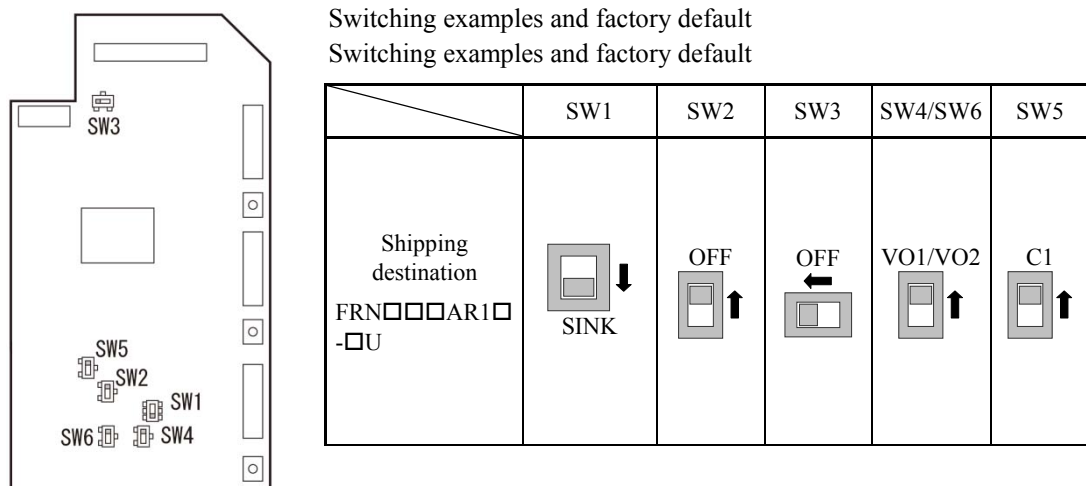 Switching examples and factory default
Switching examples and factory default
SW1 SW2 SW3 SW4/SW6 SW5
Shipping
destination
FRN□□□AR1□
-□U
SINK
OFF
OFF
VO1/VO2
C1
SW3
SW5
SW2
SW1
SW6
SW4